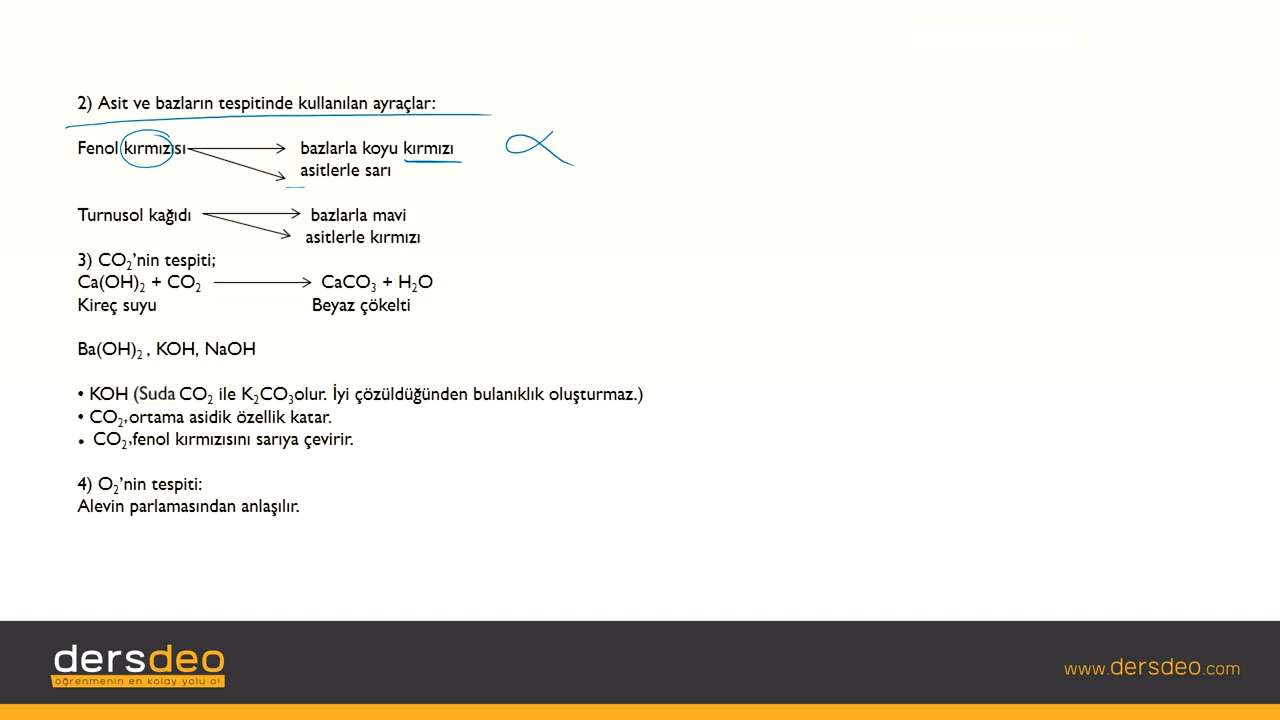 2) Asit ve bazların tespitinde kullanılan ayraçlar:
Fenol kırmızısı bazlarla koyu kırmızı
asitlerle sarı
Turnusol kağıdı bazlarla mavi
asitlerle kırmızı
3) CO₂'nin tespiti;
Ca(OH)₂ + CO₂ → CaCO₃ + H₂O
Kireç suyu Beyaz çökelti
Ba(OH)₂ , KOH, NaOH
• KOH (Suda CO₂ ile K₂CO₃olur. İyi çözüldüğünden bulanıklık oluşturmaz.)
• CO₂,ortama asidik özellik katar.
• CO₂,fenol kırmızısını sarıya çevirir.
4) O₂'nin tespiti:
Alevin parlamasından anlaşılır.
dersdeo
öğrenmenin en kolay yolu o!
www.dersdeo.com